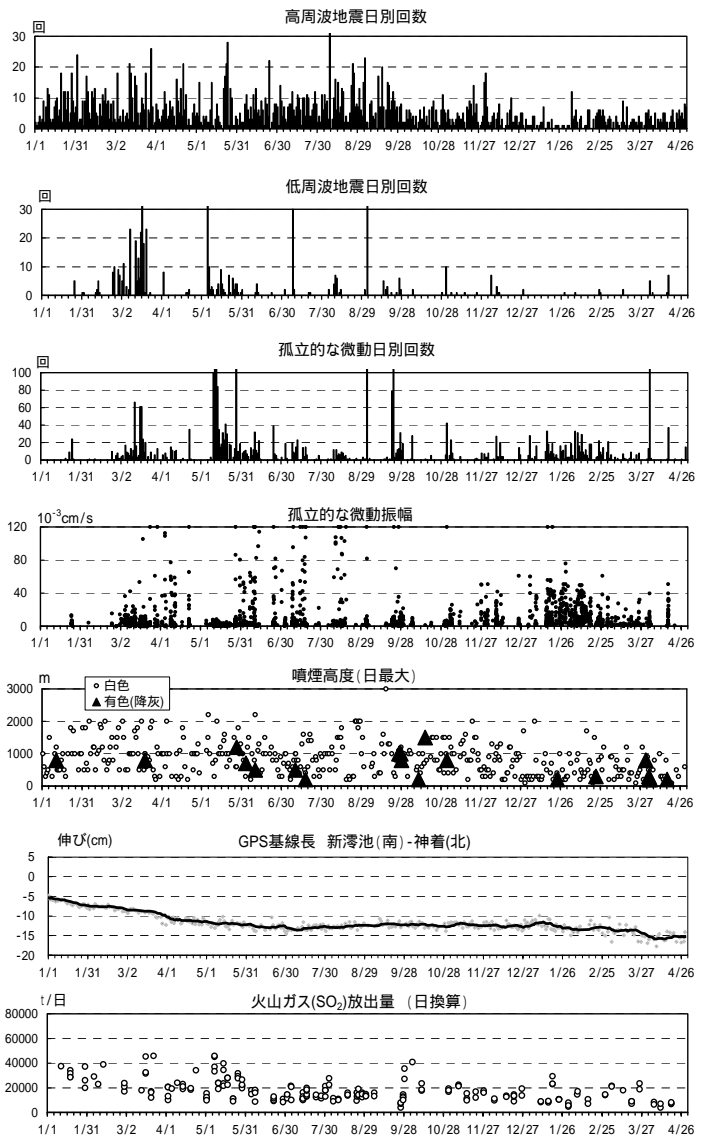 高周波地震日別回数
回
30
20
10
0
1/1 1/31 3/2 4/1 5/1 5/31 6/30 7/30 8/29 9/28 10/28 11/27 12/27 1/26 2/25 3/27 4/26
低周波地震日別回数
回
30
20
10
0
1/1 1/31 3/2 4/1 5/1 5/31 6/30 7/30 8/29 9/28 10/28 11/27 12/27 1/26 2/25 3/27 4/26
孤立的な微動日別回数
回
100
80
60
40
20
0
1/1 1/31 3/2 4/1 5/1 5/31 6/30 7/30 8/29 9/28 10/28 11/27 12/27 1/26 2/25 3/27 4/26
10-3cm/s 孤立的な微動振幅
120
80
40
0
1/1 1/31 3/2 4/1 5/1 5/31 6/30 7/30 8/29 9/28 10/28 11/27 12/27 1/26 2/25 3/27 4/26
m 噴煙高度(日最大)
白色
有色(降灰)
3000
2000
1000
0
1/1 1/31 3/2 4/1 5/1 5/31 6/30 7/30 8/29 9/28 10/28 11/27 12/27 1/26 2/25 3/27 4/26
伸び(cm) GPS基線長 新澪池(南)-神着(北)
5
0
-5
-10
-15
-20
1/1 1/31 3/2 4/1 5/1 5/31 6/30 7/30 8/29 9/28 10/28 11/27 12/27 1/26 2/25 3/27 4/26
t/日 火山ガス(SO2)放出量 (日換算)
80000
60000
40000
20000
0
1/1 1/31 3/2 4/1 5/1 5/31 6/30 7/30 8/29 9/28 10/28 11/27 12/27 1/26 2/25 3/27 4/26